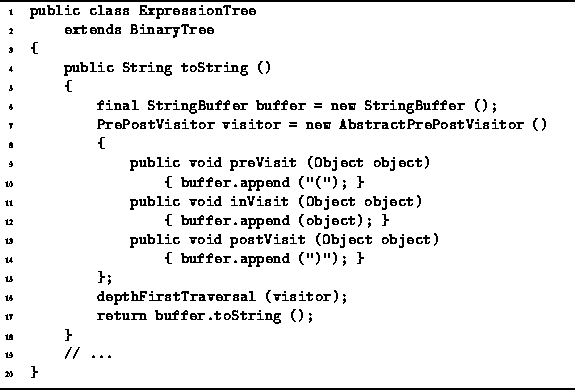 1 public class ExpressionTree
2 extends BinaryTree
3 {
4 public String toString ()
5 {
6 final StringBuffer buffer = new StringBuffer ();
7 PrePostVisitor visitor = new AbstractPrePostVisitor ()
8 {
9 public void preVisit (Object object)
10 { buffer.append ("("); }
11 public void inVisit (Object object)
12 { buffer.append (object); }
13 public void postVisit (Object object)
14 { buffer.append (")"); }
15 };
16 depthFirstTraversal (visitor);
17 return buffer.toString ();
18 }
19 // ...
20 }